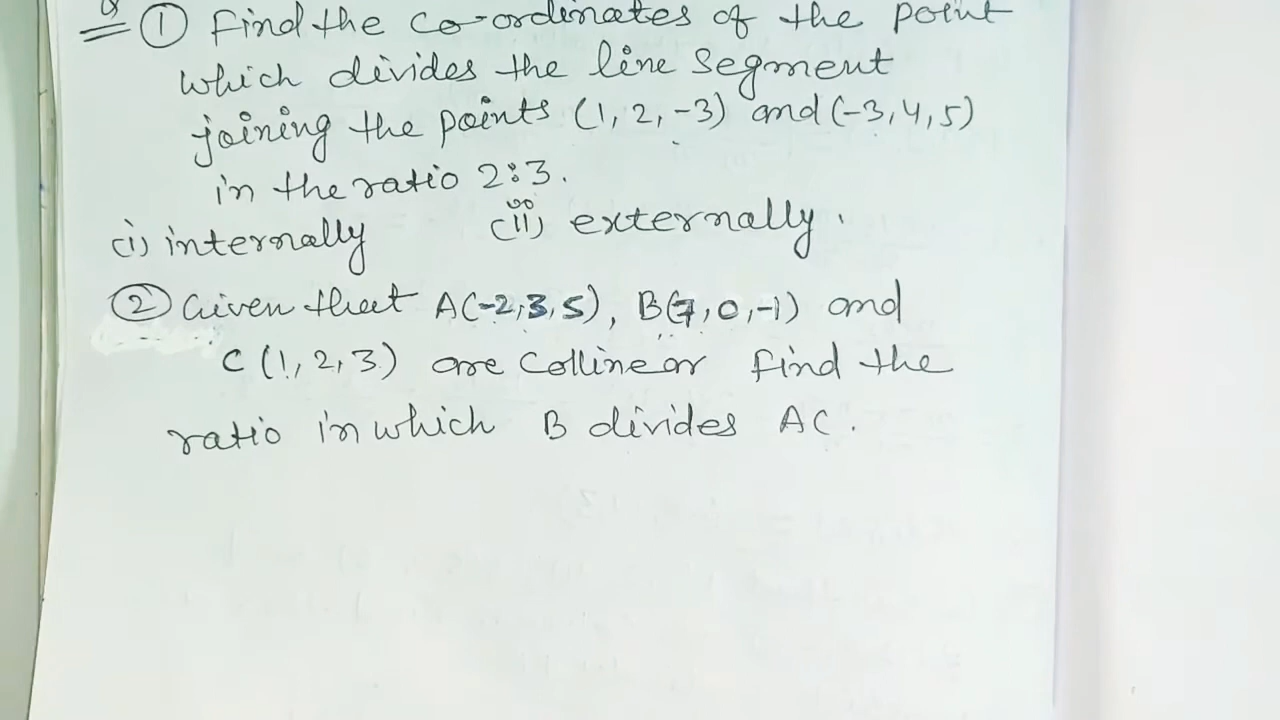 Q ① Find the co-ordinates of the point
which divides the line segment
joining the points (1, 2, -3) and (-3, 4, 5)
in the ratio 2:3.
(i) internally (ii) externally.
② Given that A(-2, 3, 5), B(7, 0, -1) and
C (1, 2, 3) are collinear find the
ratio in which B divides AC.